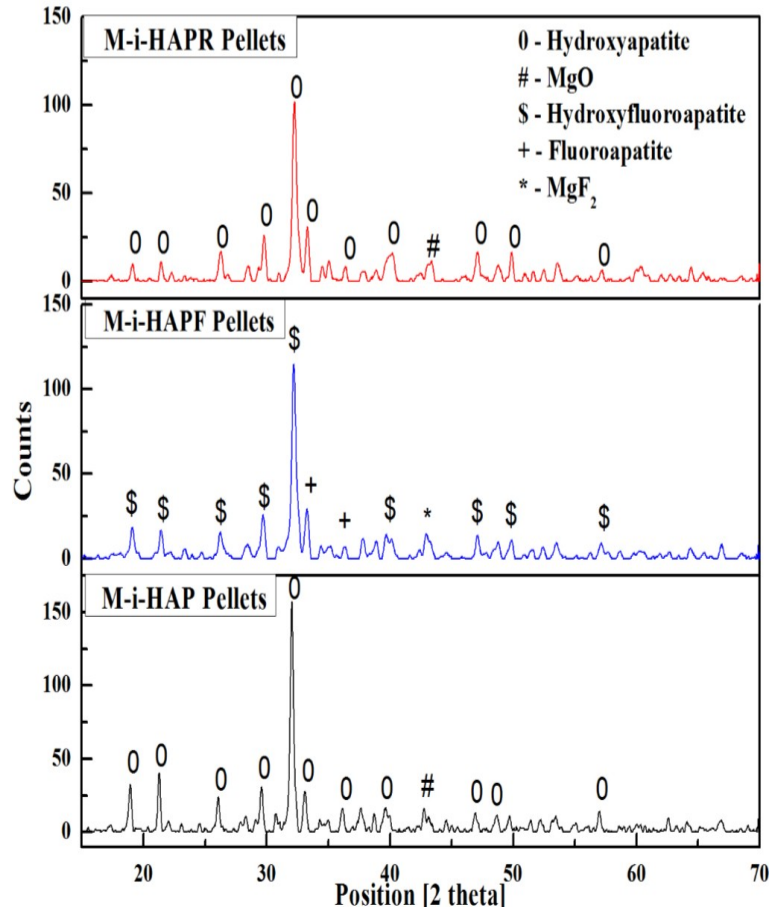 M-i-HAPR Pellets
0 - Hydroxyapatite
# - MgO
$ - Hydroxyfluoroapatite
+ - Fluoroapatite
* - MgF₂
150
100
50
0
0 0 0 0 0 0 0 0 # 0 0 0
M-i-HAPF Pellets
150
100
50
0
$ $ $ $ $ + + $ * $ $ $
M-i-HAP Pellets
150
100
50
0
0 0 0 0 0 0 0 0 # 0 0 0
Counts
20 30 40 50 60 70
Position [2 theta]